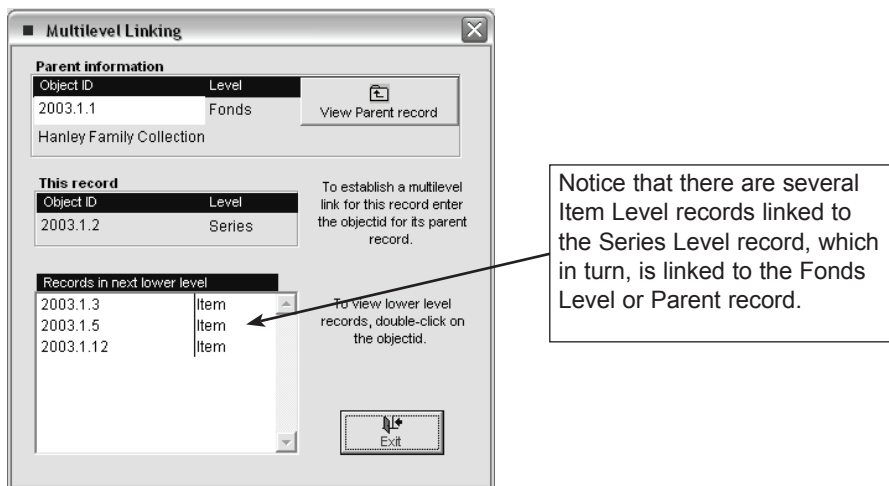 Multilevel Linking
Parent information
Object ID Level
2003.1.1 Fonds
View Parent record
Hanley Family Collection
This record
Object ID Level
2003.1.2 Series
To establish a multilevel
link for this record enter
the objectid for its parent
record.
Records in next lower level
2003.1.3 Item
2003.1.5 Item
2003.1.12 Item
To view lower level
records, double-click on
the objectid.
Exit
Notice that there are several
Item Level records linked to
the Series Level record, which
in turn, is linked to the Fonds
Level or Parent record.